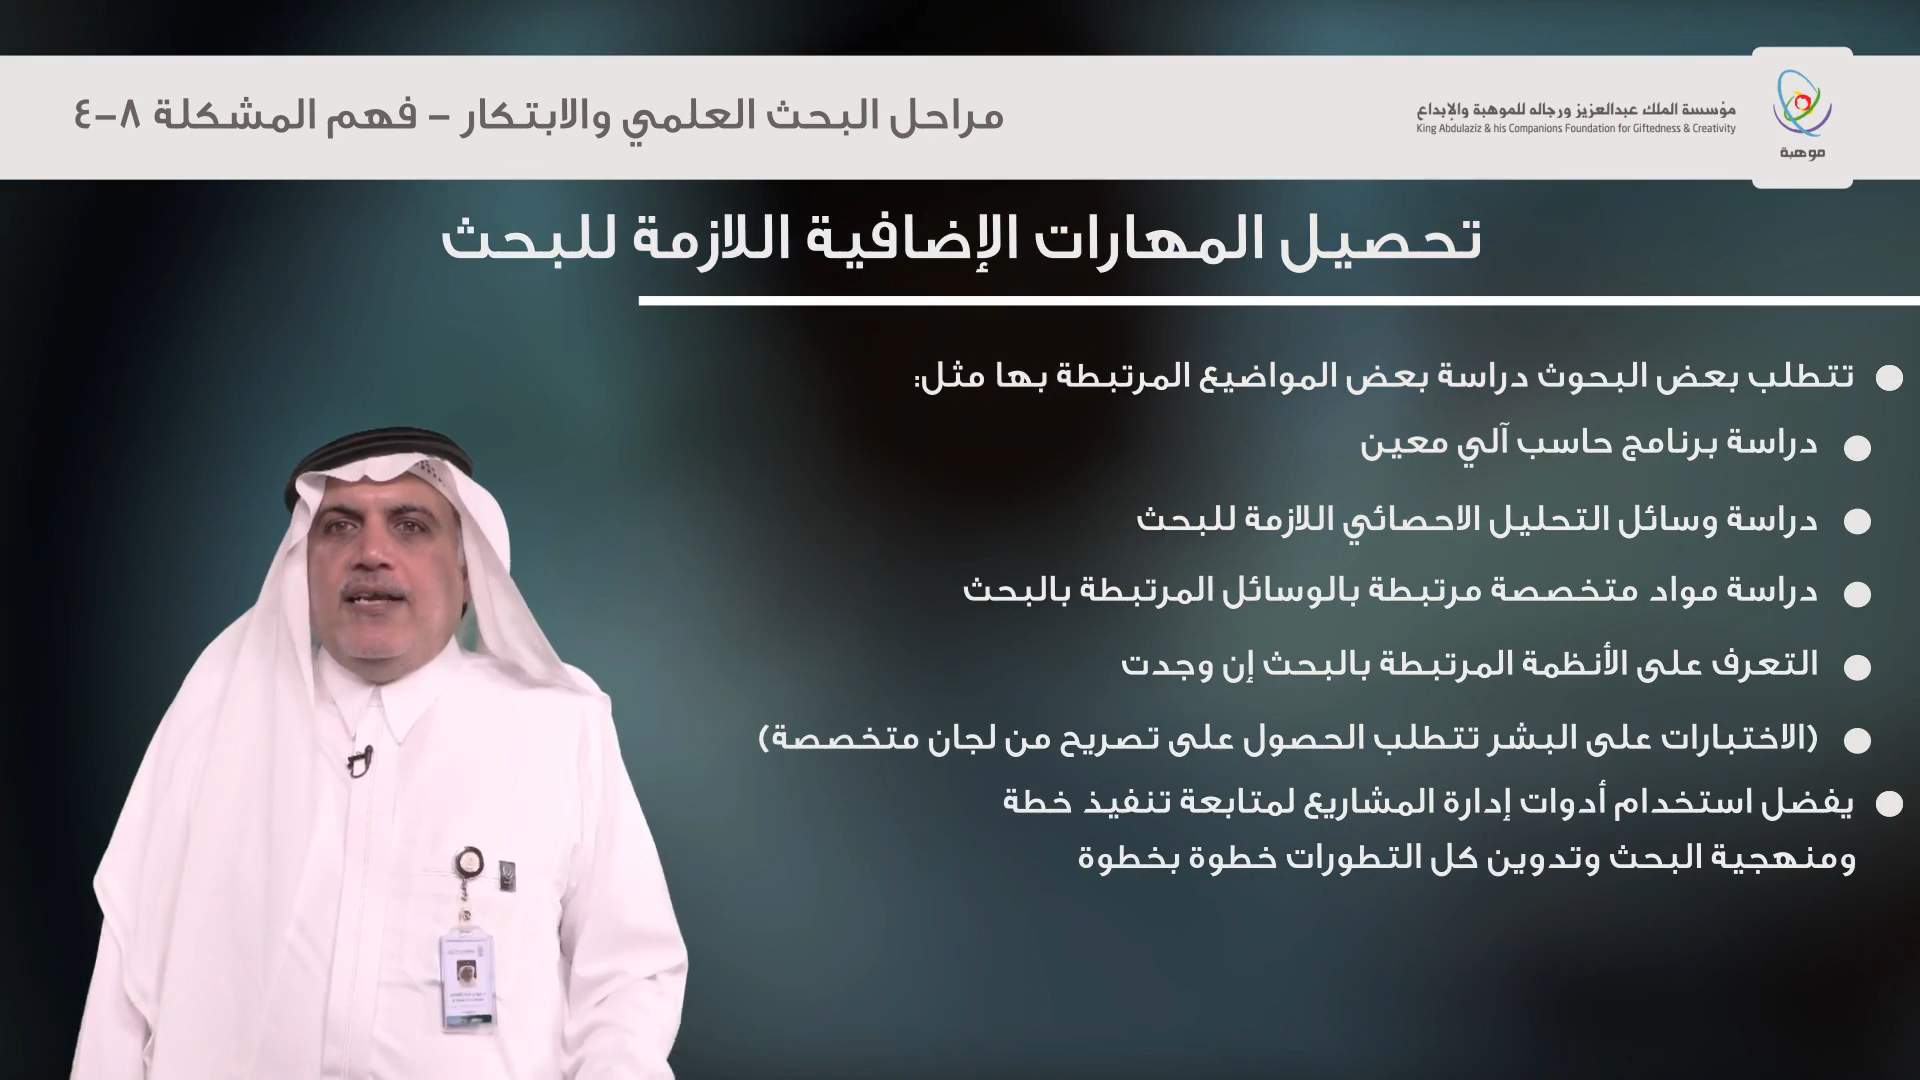 مؤسسة الملك عبدالعزيز ورجاله للموهبة والإبداع
King Abdulaziz & his Companions Foundation for Giftedness & Creativity
موهبة
مراحل البحث العلمي والابتكار – فهم المشكلة ٨-٤
تحصيل المهارات الإضافية اللازمة للبحث
تتطلب بعض البحوث دراسة بعض المواضيع المرتبطة بها مثل:
دراسة برنامج حاسب آلي معين
دراسة وسائل التحليل الاحصائي اللازمة للبحث
دراسة مواد متخصصة مرتبطة بالوسائل المرتبطة بالبحث
التعرف على الأنظمة المرتبطة بالبحث إن وجدت
(الاختبارات على البشر تتطلب الحصول على تصريح من لجان متخصصة)
يفضل استخدام أدوات إدارة المشاريع لمتابعة تنفيذ خطة
ومنهجية البحث وتدوين كل التطورات خطوة بخطوة